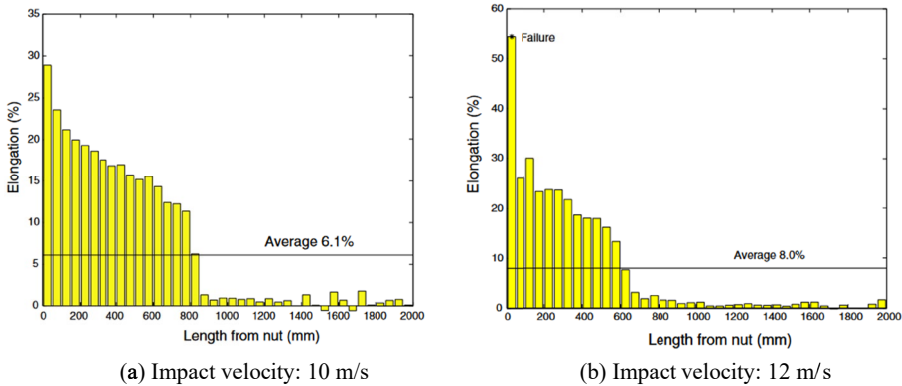 35
30
25
20
15
10
5
0
Elongation (%)
Average 6.1%
0 200 400 600 800 1000 1200 1400 1600 1800 2000
Length from nut (mm)
(a) Impact velocity: 10 m/s
60
50
40
30
20
10
0
Elongation (%)
Failure
Average 8.0%
0 200 400 600 800 1000 1200 1400 1600 1800 2000
Length from nut (mm)
(b) Impact velocity: 12 m/s